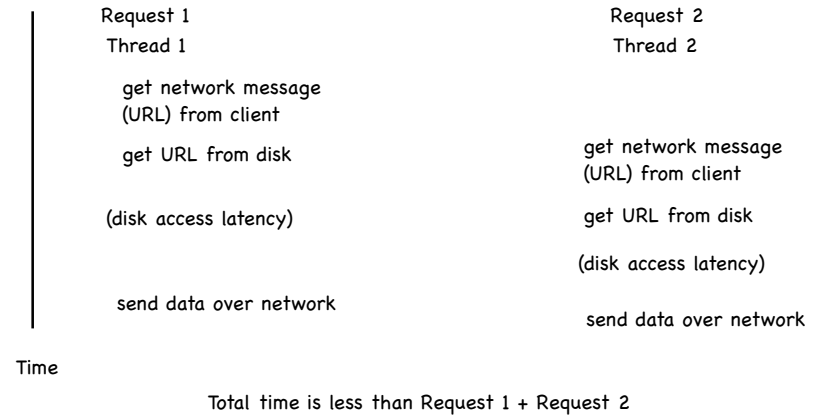 Request 1
Thread 1
get network message
(URL) from client
get URL from disk
(disk access latency)
send data over network
Request 2
Thread 2
get network message
(URL) from client
get URL from disk
(disk access latency)
send data over network
Time
Total time is less than Request 1 + Request 2